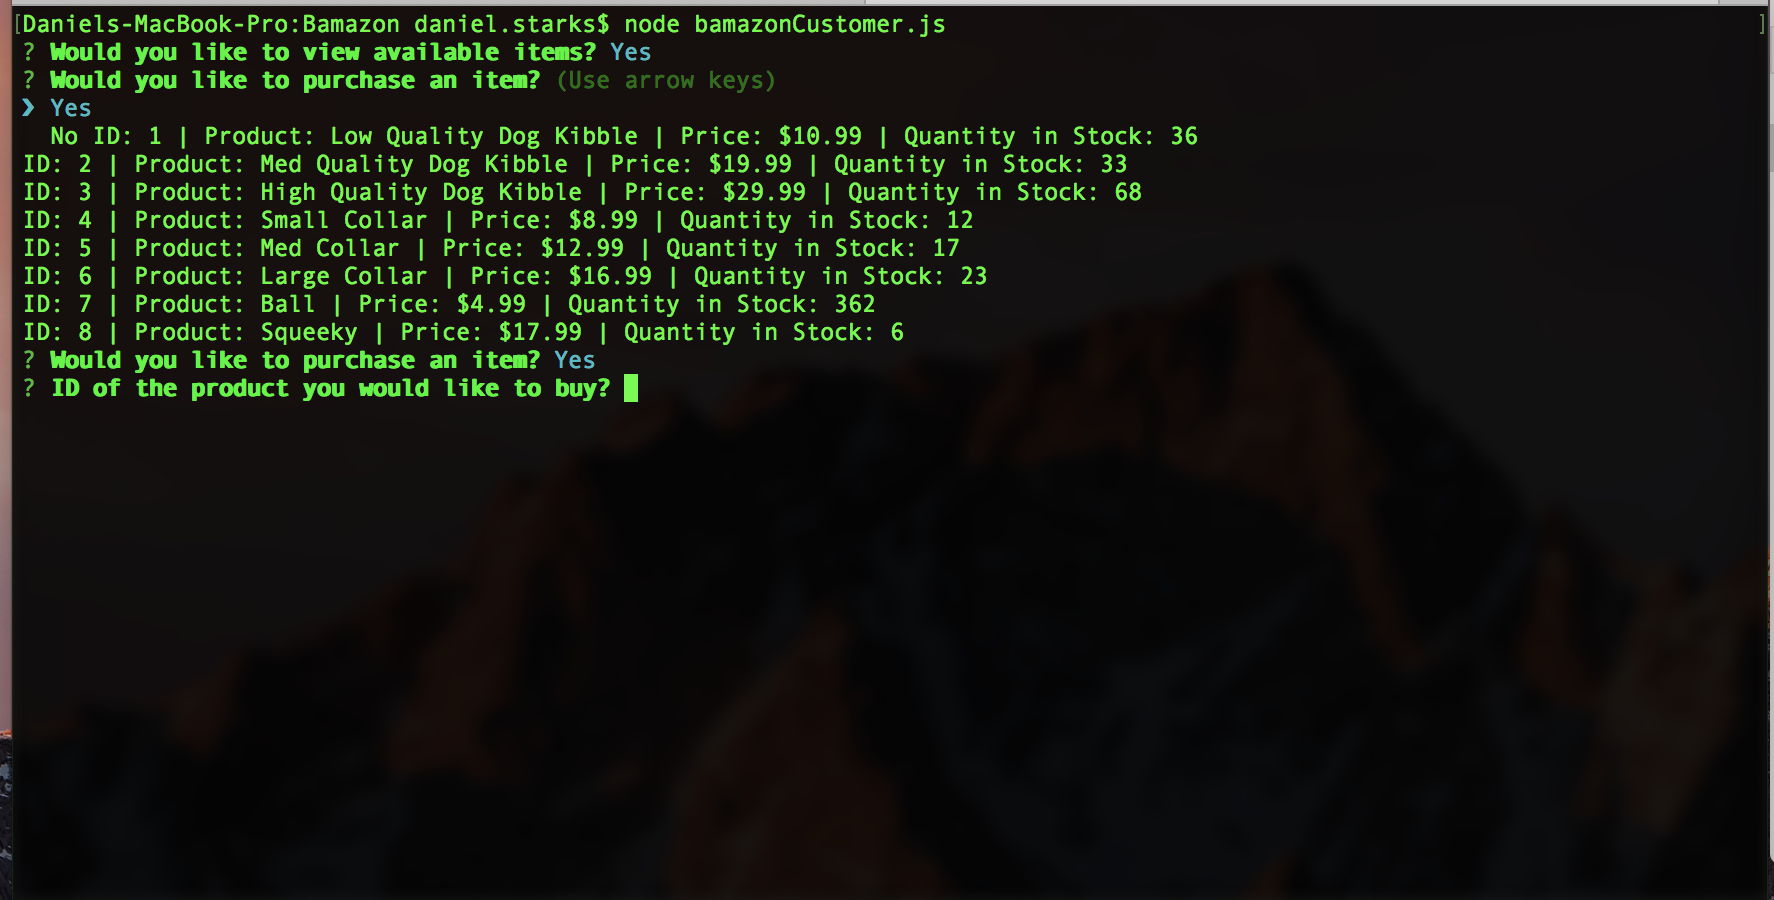 [Daniels-MacBook-Pro:Bamazon daniel.starks$ node bamazonCustomer.js ]
? Would you like to view available items? Yes
? Would you like to purchase an item? (Use arrow keys)
❯ Yes
  No ID: 1 | Product: Low Quality Dog Kibble | Price: $10.99 | Quantity in Stock: 36
ID: 2 | Product: Med Quality Dog Kibble | Price: $19.99 | Quantity in Stock: 33
ID: 3 | Product: High Quality Dog Kibble | Price: $29.99 | Quantity in Stock: 68
ID: 4 | Product: Small Collar | Price: $8.99 | Quantity in Stock: 12
ID: 5 | Product: Med Collar | Price: $12.99 | Quantity in Stock: 17
ID: 6 | Product: Large Collar | Price: $16.99 | Quantity in Stock: 23
ID: 7 | Product: Ball | Price: $4.99 | Quantity in Stock: 362
ID: 8 | Product: Squeeky | Price: $17.99 | Quantity in Stock: 6
? Would you like to purchase an item? Yes
? ID of the product you would like to buy?